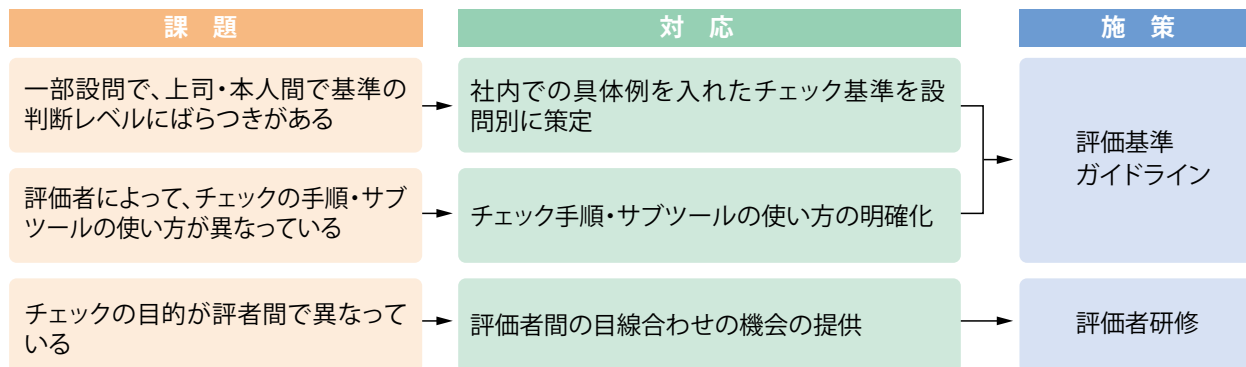 課 題
対 応
施 策
一部設問で、上司・本人間で基準の
判断レベルにばらつきがある
社内での具体例を入れたチェック基準を設
問別に策定
評価者によって、チェックの手順・サブ
ツールの使い方が異なっている
チェック手順・サブツールの使い方の明確化
評価基準
ガイドライン
チェックの目的が評者間で異なって
いる
評価者間の目線合わせの機会の提供
評価者研修